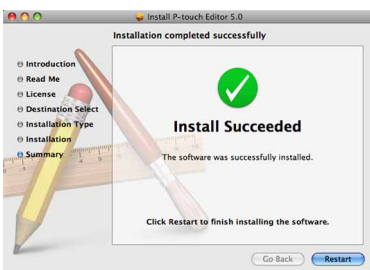 Install P-touch Editor 5.0
Installation completed successfully
Introduction
Read Me
License
Destination Select
Installation Type
Installation
Summary
Install Succeeded
The software was successfully installed.
Click Restart to finish installing the software.
Go Back
Restart